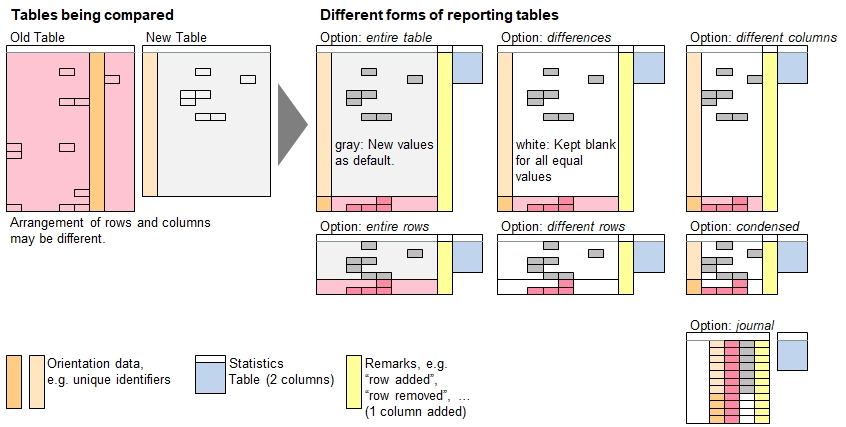 Tables being compared
Different forms of reporting tables
Old Table
New Table
Option: entire table
Option: differences
Option: different columns
gray: New values
as default.
white: Kept blank
for all equal
values
Arrangement of rows and columns
may be different.
Option: entire rows
Option: different rows
Option: condensed
Option: journal
Orientation data,
e.g. unique identifiers
Statistics
Table (2 columns)
Remarks, e.g.
“row added”,
“row removed”, ...
(1 column added)